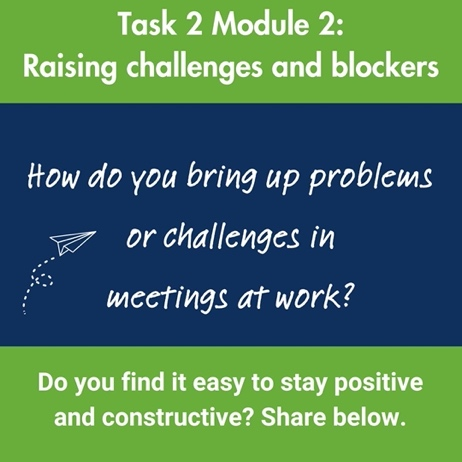 Task 2 Module 2:
Raising challenges and blockers
How do you bring up problems
or challenges in
meetings at work?
Do you find it easy to stay positive
and constructive? Share below.